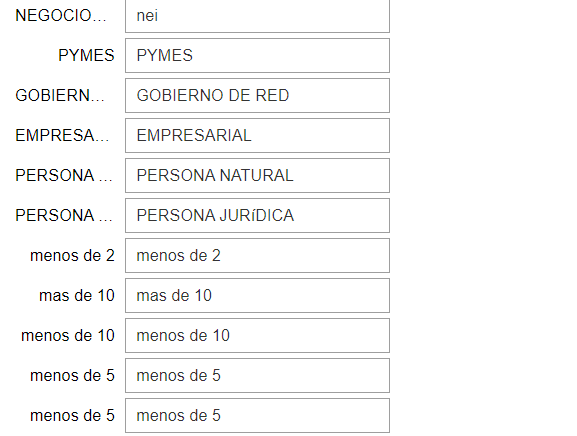 NEGOCIO... nei
PYMES PYMES
GOBIERN... GOBIERNO DE RED
EMPRESA... EMPRESARIAL
PERSONA ... PERSONA NATURAL
PERSONA ... PERSONA JURíDICA
menos de 2 menos de 2
mas de 10 mas de 10
menos de 10 menos de 10
menos de 5 menos de 5
menos de 5 menos de 5